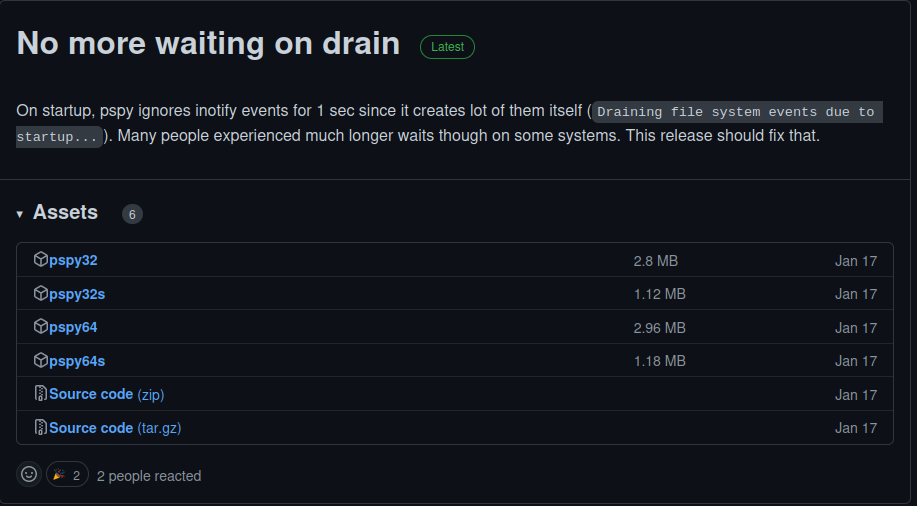 No more waiting on drain Latest
On startup, pspy ignores inotify events for 1 sec since it creates lot of them itself (Draining file system events due to
startup...). Many people experienced much longer waits though on some systems. This release should fix that.
Assets 6
pspy32 2.8 MB Jan 17
pspy32s 1.12 MB Jan 17
pspy64 2.96 MB Jan 17
pspy64s 1.18 MB Jan 17
Source code (zip) Jan 17
Source code (tar.gz) Jan 17
2 2 people reacted